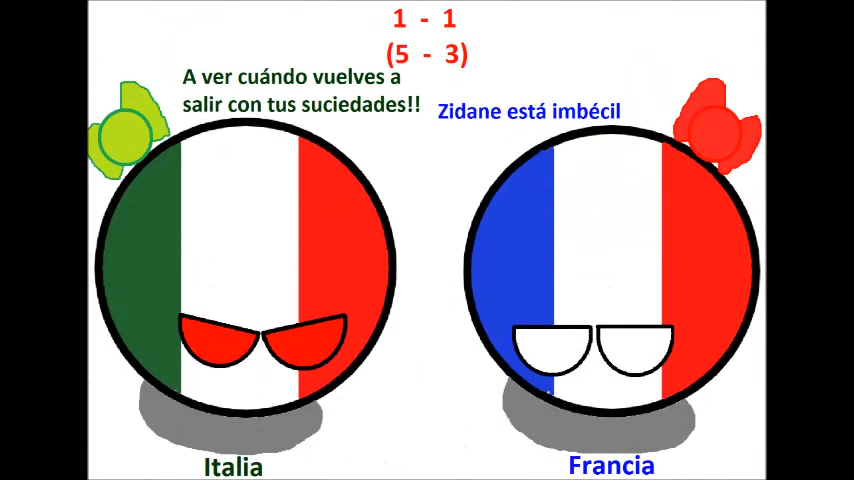 1 - 1
(5 - 3)
A ver cuándo vuelves a
salir con tus suciedades!!
Zidane está imbécil
Italia
Francia